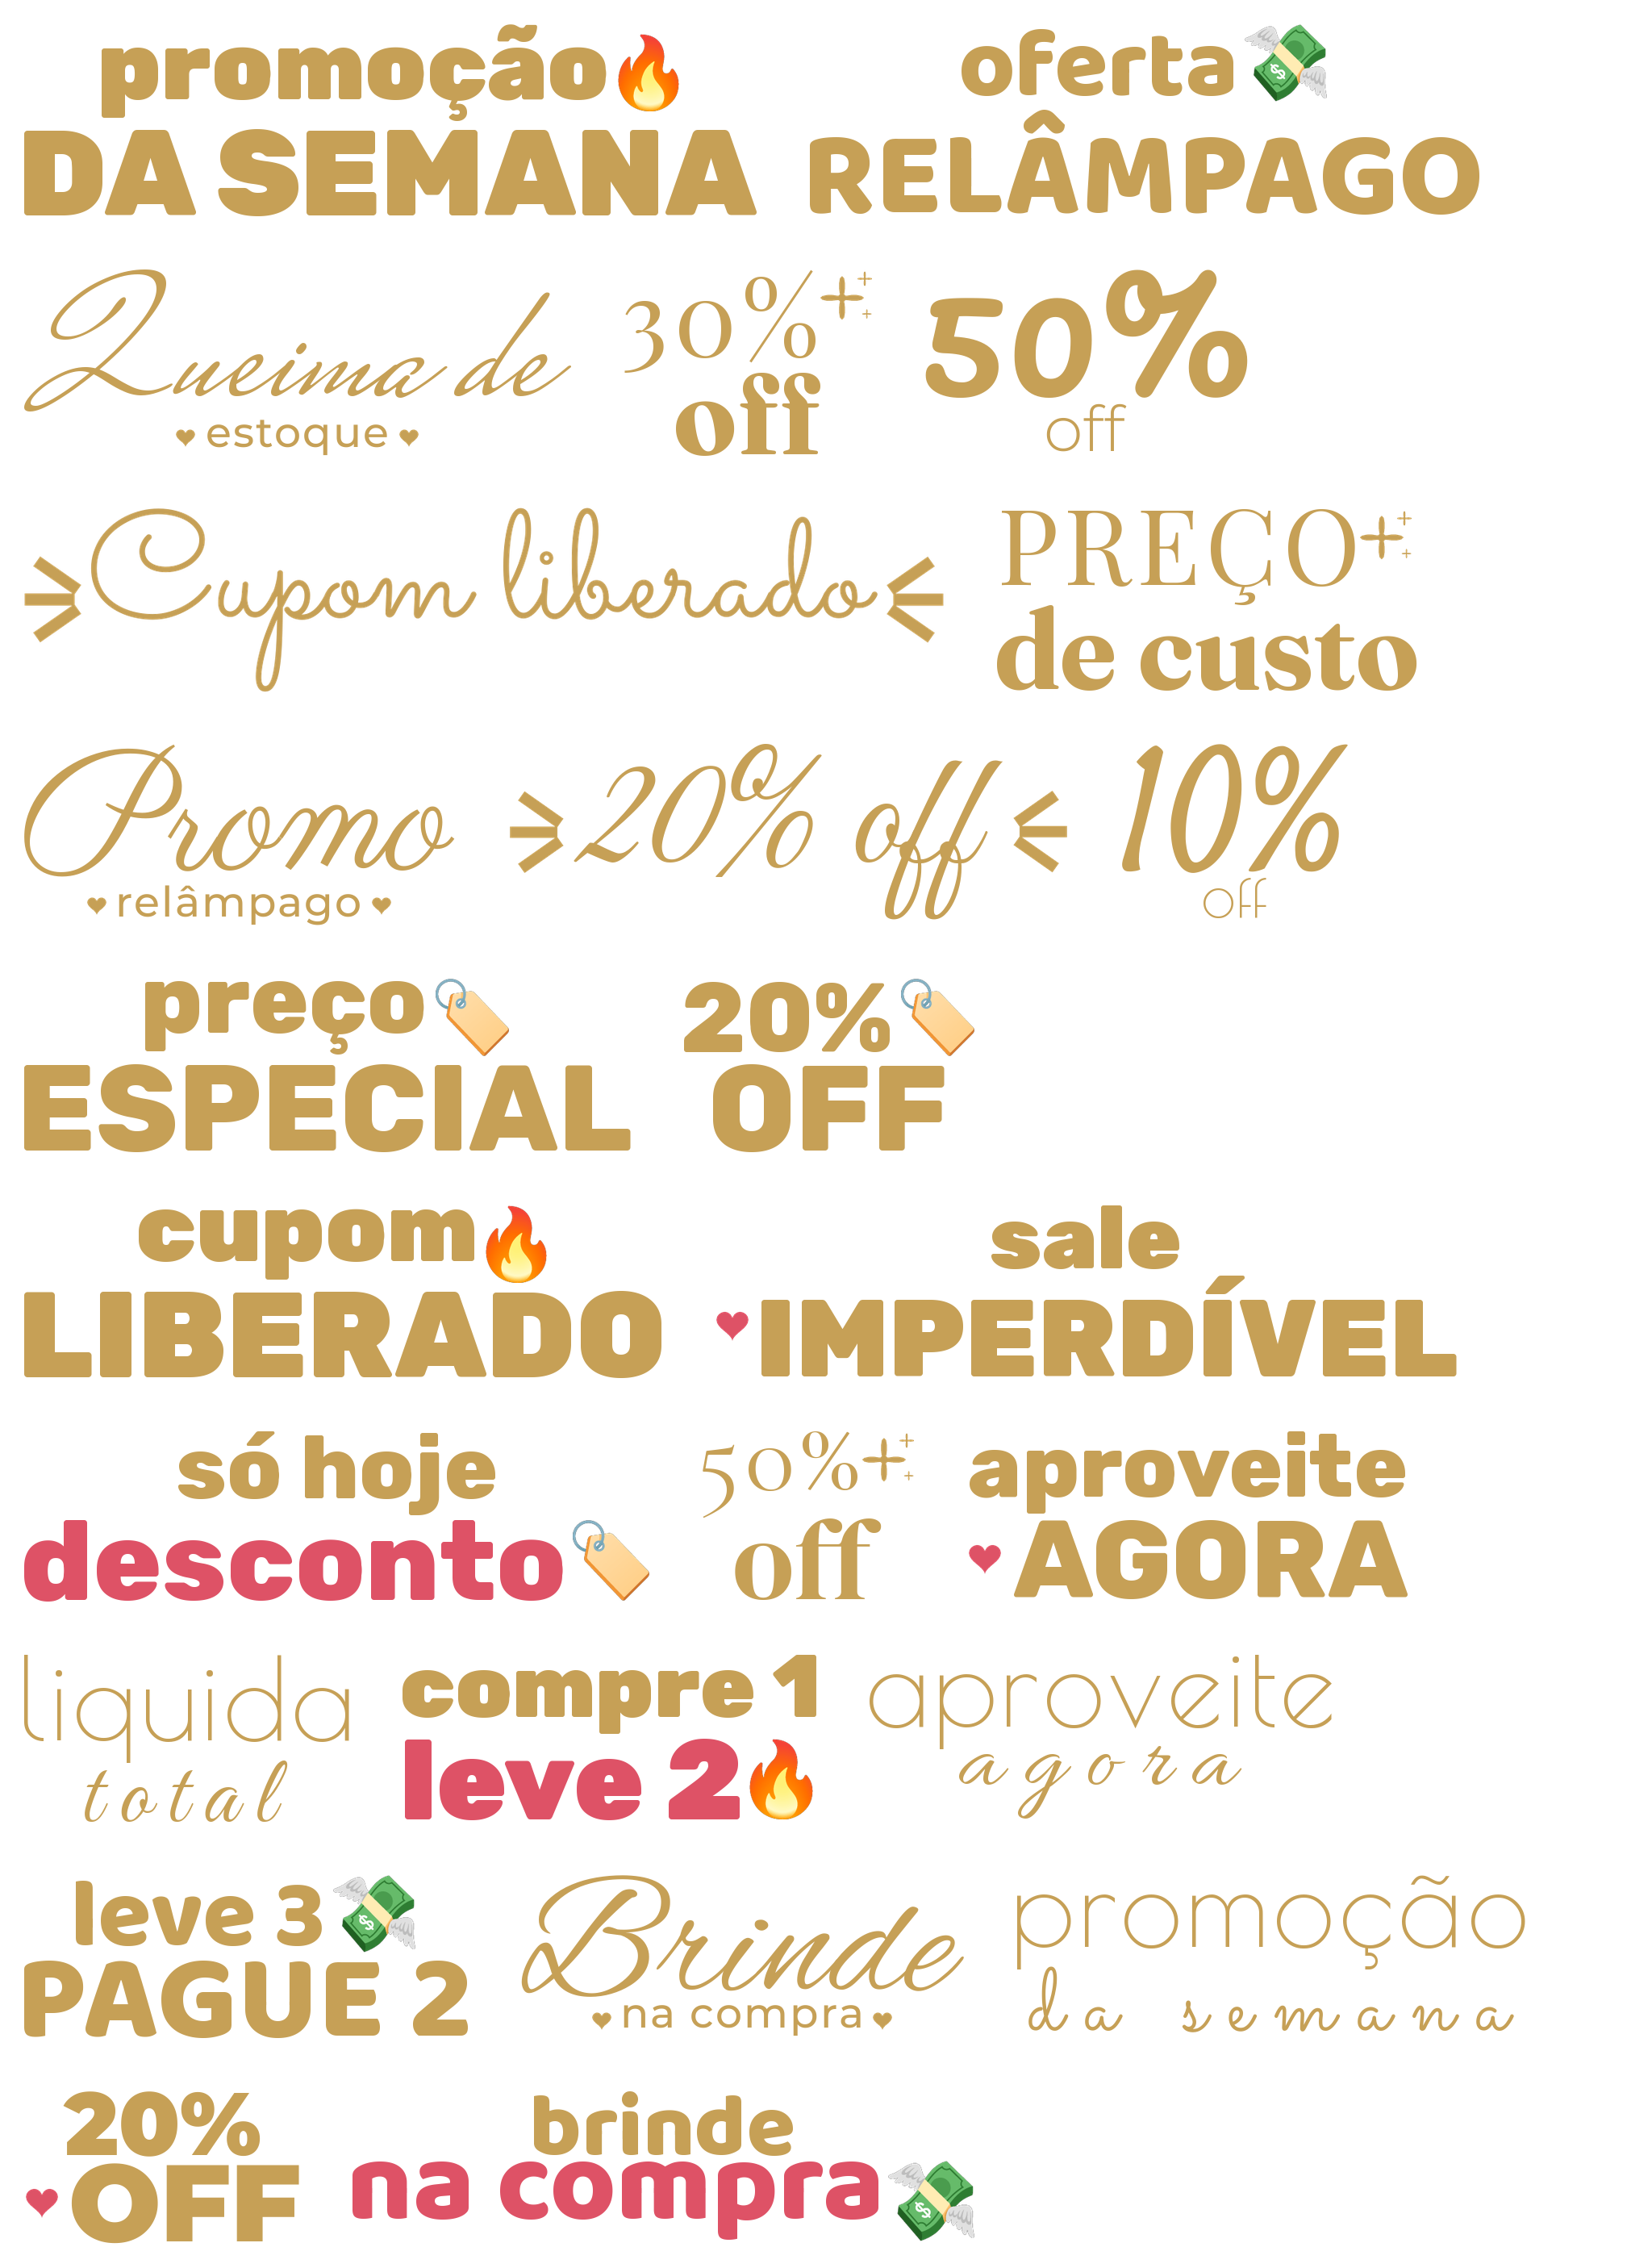 promoção🔥
DA SEMANA
oferta💸
RELÂMPAGO
Queima de
estoque
30%
off
50%
off
Cupom liberado
PREÇO
de custo
Promo
relâmpago
20% off
10%
off
preço🏷️
ESPECIAL
20%🏷️
OFF
cupom🔥
LIBERADO
sale
IMPERDÍVEL
só hoje
desconto🏷️
50%
off
aproveite
AGORA
liquida
total
compre 1
leve 2🔥
aproveite
agora
leve 3💸
PAGUE 2
Brinde
na compra
promoção
da semana
20%
OFF
brinde
na compra💸